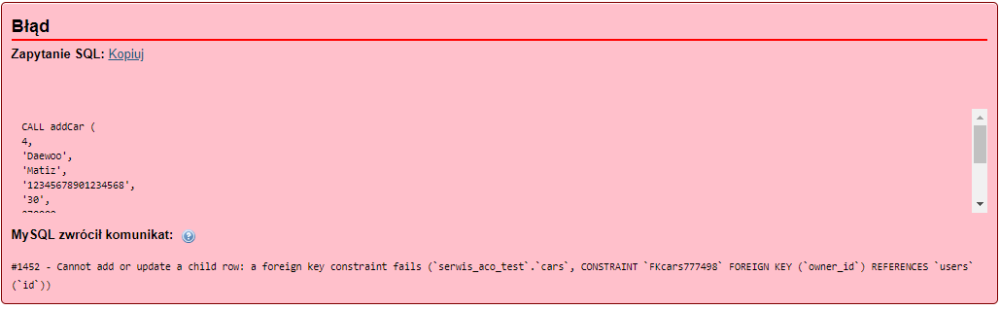 Błąd
Zapytanie SQL: Kopiuj
CALL addCar (
4,
'Daewoo',
'Matiz',
'12345678901234568',
'30',
MySQL zwrócił komunikat:
#1452 - Cannot add or update a child row: a foreign key constraint fails (`serwis_aco_test`.`cars`, CONSTRAINT `FKcars777498` FOREIGN KEY (`owner_id`) REFERENCES `users`
(`id`))